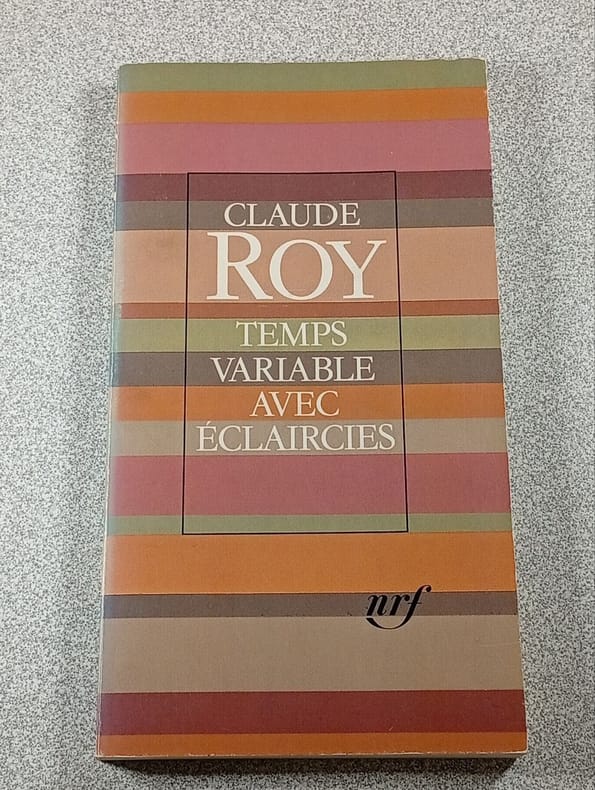 CLAUDE
ROY
TEMPS
VARIABLE
AVEC
ÉCLAIRCIES
nrf